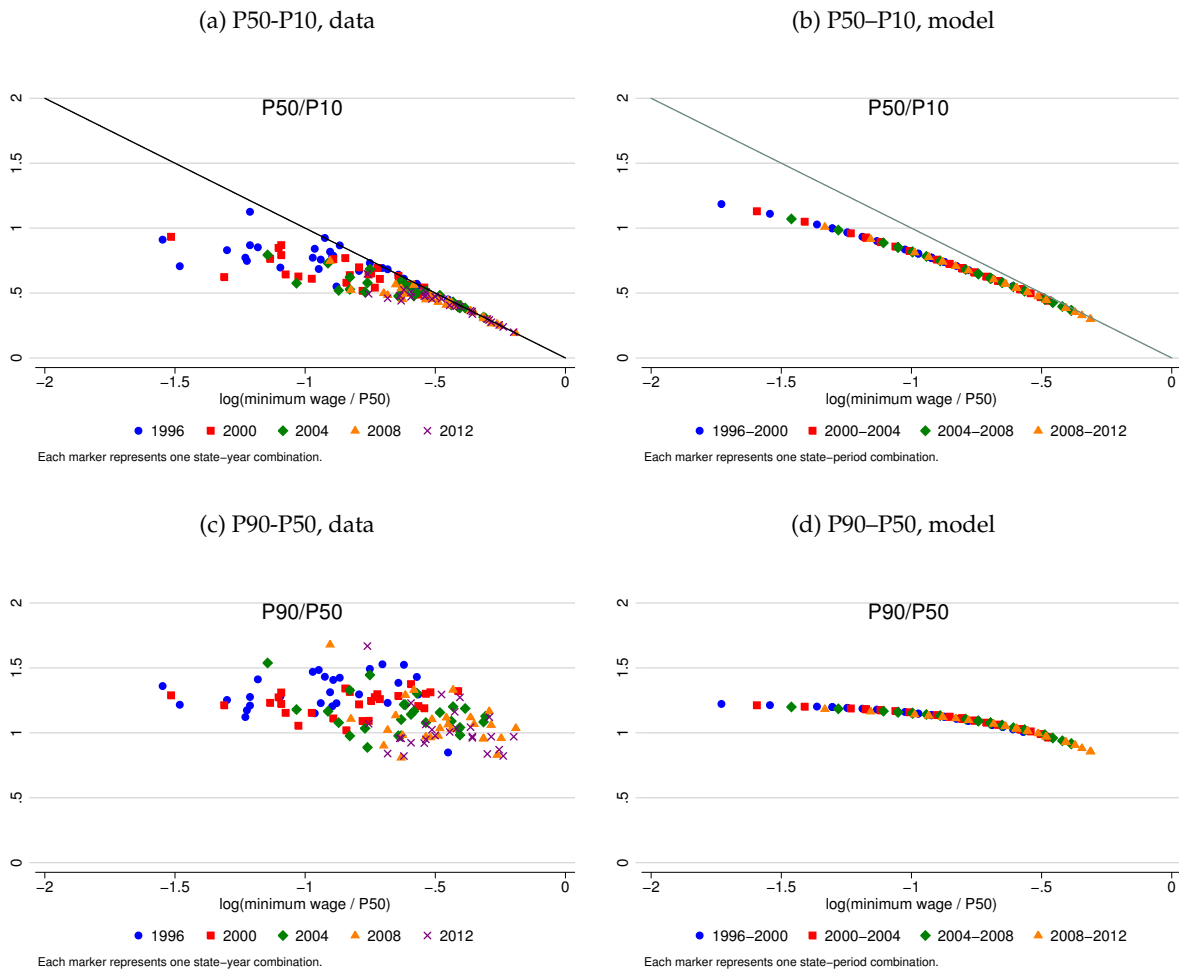 (a) P50-P10, data
P50/P10
2
1.5
1
.5
0
−2 −1.5 −1 −.5 0
log(minimum wage / P50)
1996 2000 2004 2008 2012
Each marker represents one state−year combination.
(b) P50–P10, model
P50/P10
2
1.5
1
.5
0
−2 −1.5 −1 −.5 0
log(minimum wage / P50)
1996−2000 2000−2004 2004−2008 2008−2012
Each marker represents one state−period combination.
(c) P90-P50, data
P90/P50
2
1.5
1
.5
0
−2 −1.5 −1 −.5 0
log(minimum wage / P50)
1996 2000 2004 2008 2012
Each marker represents one state−year combination.
(d) P90–P50, model
P90/P50
2
1.5
1
.5
0
−2 −1.5 −1 −.5 0
log(minimum wage / P50)
1996−2000 2000−2004 2004−2008 2008−2012
Each marker represents one state−period combination.